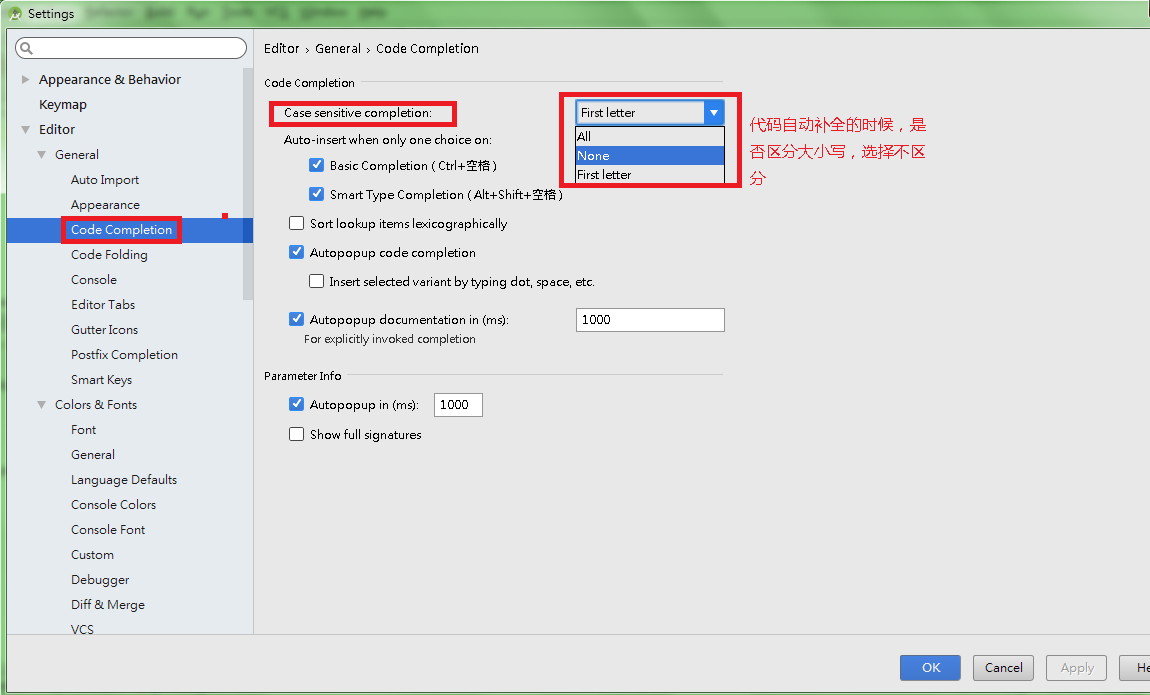 Settings
Appearance & Behavior
Keymap
Editor
General
Auto Import
Appearance
Code Completion
Code Folding
Console
Editor Tabs
Gutter Icons
Postfix Completion
Smart Keys
Colors & Fonts
Font
General
Language Defaults
Console Colors
Console Font
Custom
Debugger
Diff & Merge
VCS
Editor › General › Code Completion
Code Completion
Case sensitive completion:
First letter
All
None
First letter
代码自动补全的时候，是
否区分大小写，选择不区
分
Auto-insert when only one choice on:
Basic Completion ( Ctrl+空格)
Smart Type Completion ( Alt+Shift+空格)
Sort lookup items lexicographically
Autopopup code completion
Insert selected variant by typing dot, space, etc.
Autopopup documentation in (ms):
1000
For explicitly invoked completion
Parameter Info
Autopopup in (ms):
1000
Show full signatures
OK
Cancel
Apply
He